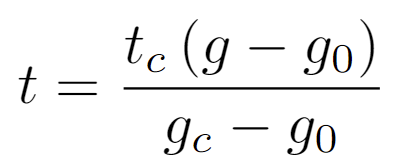 t = \frac{t_c (g - g_0)}{g_c - g_0}